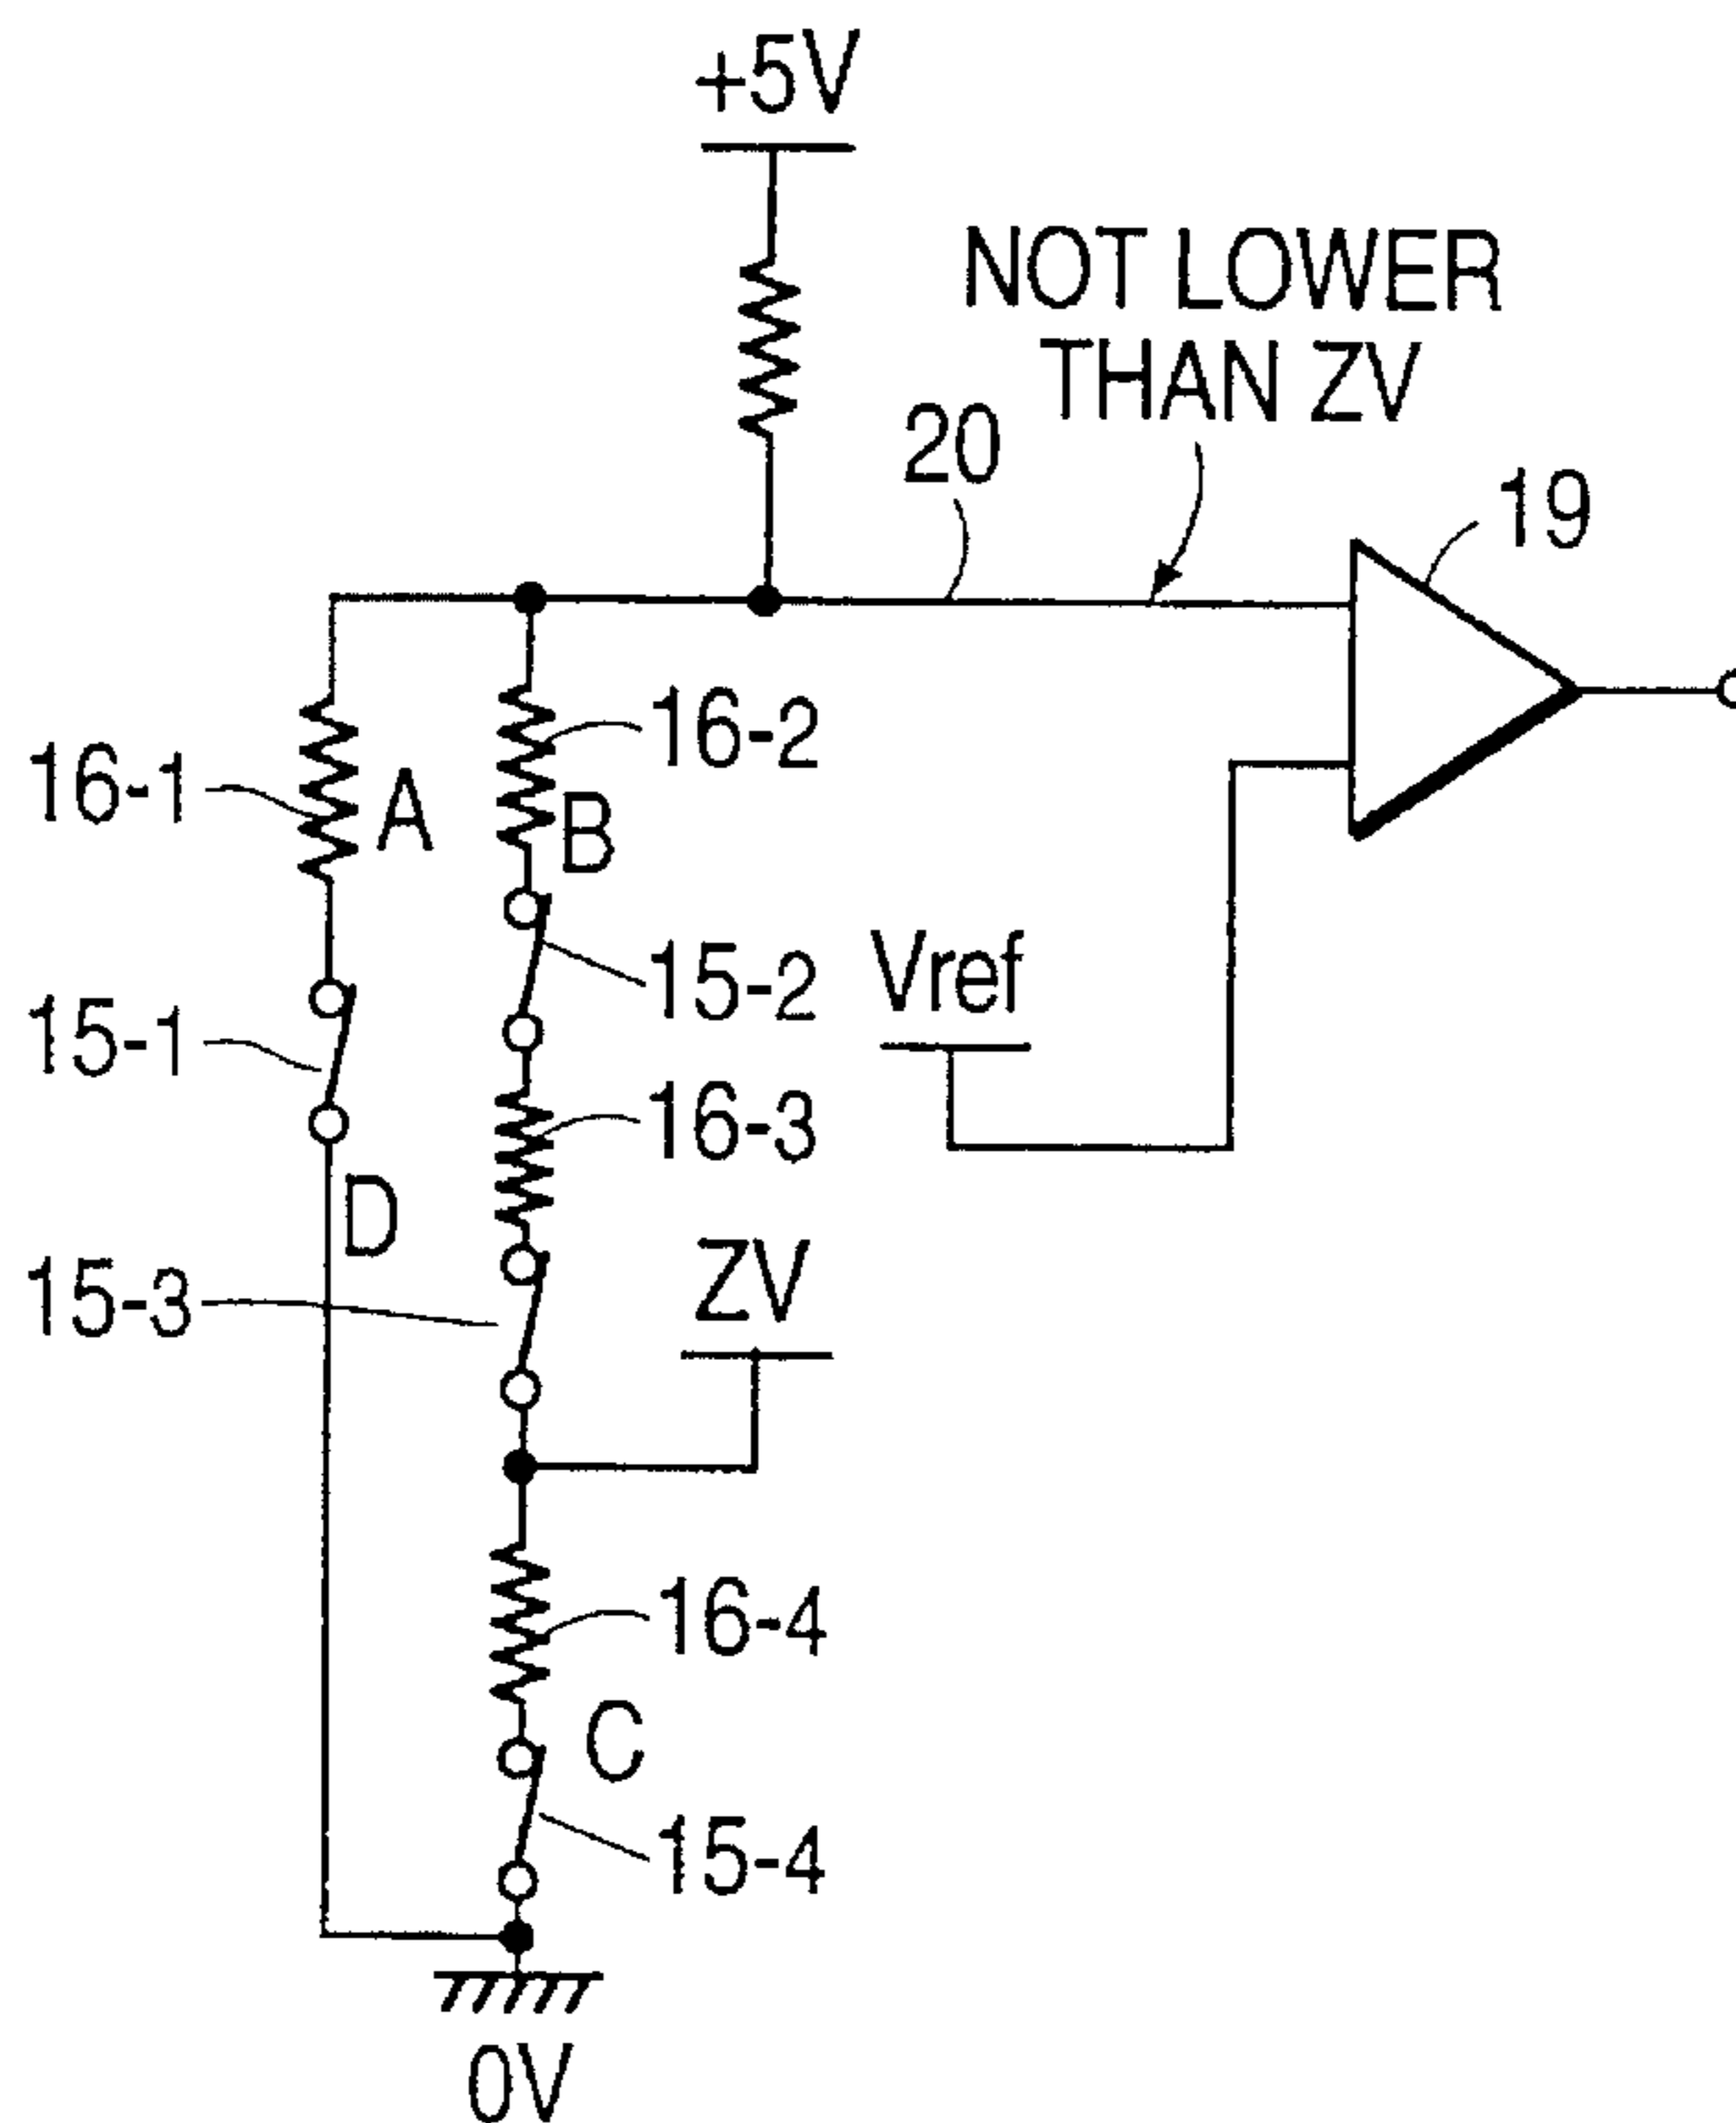 +5V
NOT LOWER
THAN ZV
20
19
16-2
16-1
A
B
15-2
Vref
15-1
16-3
D
ZV
15-3
16-4
C
15-4
0V